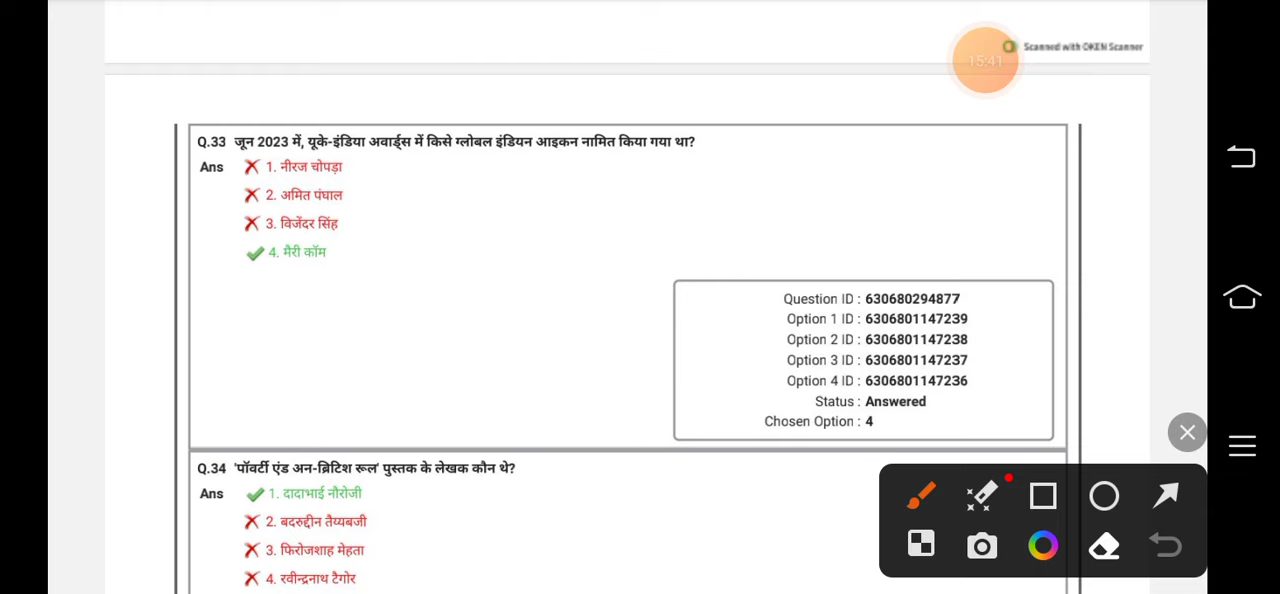 Scanned with OKEN Scanner
15:41
Q.33 जून 2023 में, यूके-इंडिया अवार्ड्स में किसे ग्लोबल इंडियन आइकन नामित किया गया था?
Ans 1. नीरज चोपड़ा
2. अमित पंघाल
3. विजेंदर सिंह
4. मैरी कॉम
Question ID : 630680294877
Option 1 ID : 6306801147239
Option 2 ID : 6306801147238
Option 3 ID : 6306801147237
Option 4 ID : 6306801147236
Status : Answered
Chosen Option : 4
Q.34 'पॉवर्टी एंड अन-ब्रिटिश रूल' पुस्तक के लेखक कौन थे?
Ans 1. दादाभाई नौरोजी
2. बदरुद्दीन तैय्यबजी
3. फिरोजशाह मेहता
4. रवीन्द्रनाथ टैगोर